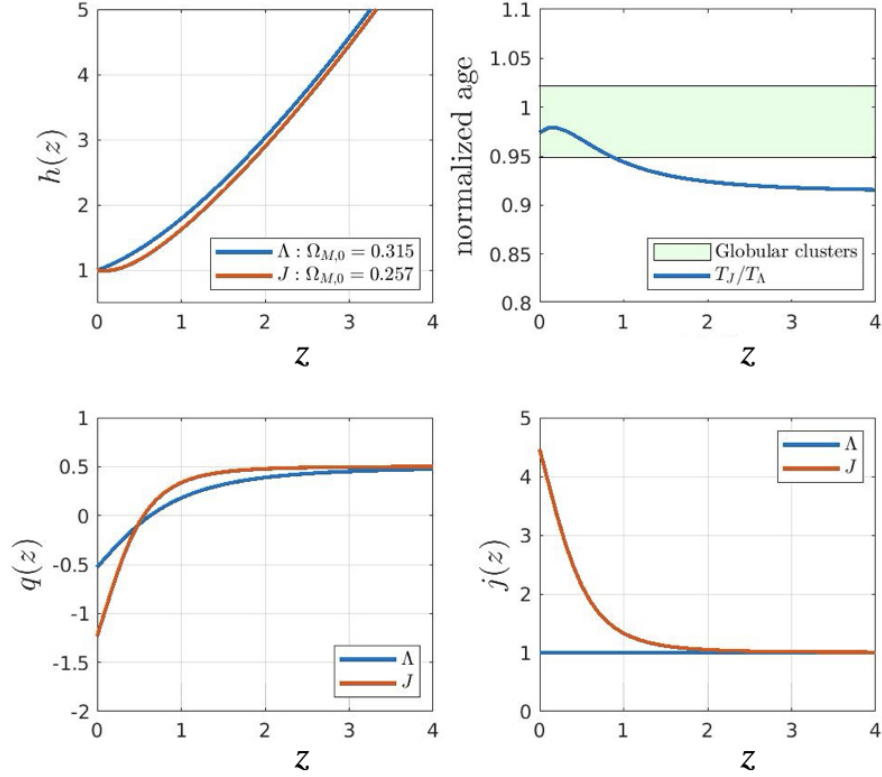 5
4
3
2
1
h(z)
Λ : Ω_{M,0} = 0.315
J : Ω_{M,0} = 0.257
0 1 2 3 4
z
1.1
1.05
1
0.95
0.9
0.85
0.8
normalized age
Globular clusters
T_J/T_Λ
0 1 2 3 4
z
1
0.5
0
-0.5
-1
-1.5
-2
q(z)
Λ
J
0 1 2 3 4
z
5
4
3
2
1
0
j(z)
Λ
J
0 1 2 3 4
z